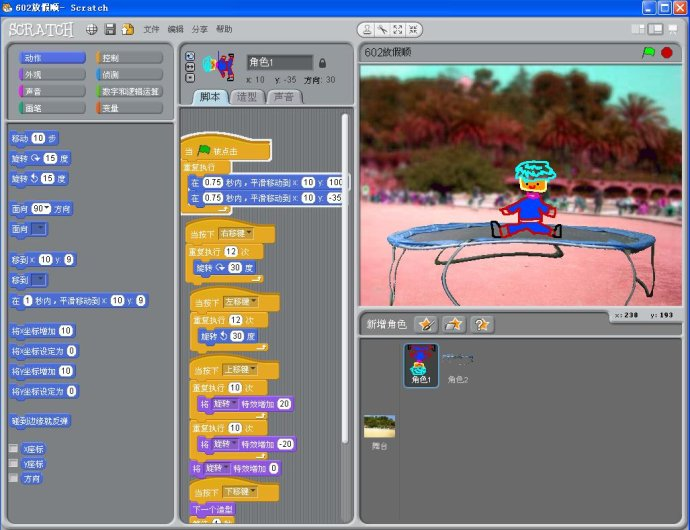 602放假顺- Scratch
SCRATCH 文件 编辑 分享 帮助
动作 控制
外观 侦测
声音 数字和逻辑运算
画笔 变量
移动 10 步
旋转 15 度
旋转 15 度
面向 90 方向
面向
移到 x: 10 y: 9
移到
在 1 秒内，平滑移动到 x: 10 y: 9
将x坐标增加 10
将x坐标设定为 0
将y坐标增加 10
将y坐标设定为 0
碰到边缘就反弹
x座标
y座标
方向
角色1
x: 10 y: -35 方向: 30
脚本 造型 声音
当 被点击
重复执行
在 0.75 秒内，平滑移动到 x: 10 y: 100
在 0.75 秒内，平滑移动到 x: 10 y: -35
当按下 右移键
重复执行 12 次
旋转 30 度
当按下 左移键
重复执行 12 次
旋转 30 度
当按下 上移键
重复执行 10 次
将 旋转 特效增加 20
重复执行 10 次
将 旋转 特效增加 -20
将 旋转 特效增加 0
当按下 下移键
下一个造型
602放假顺
x: 238 y: 193
新增角色
角色1 角色2
舞台